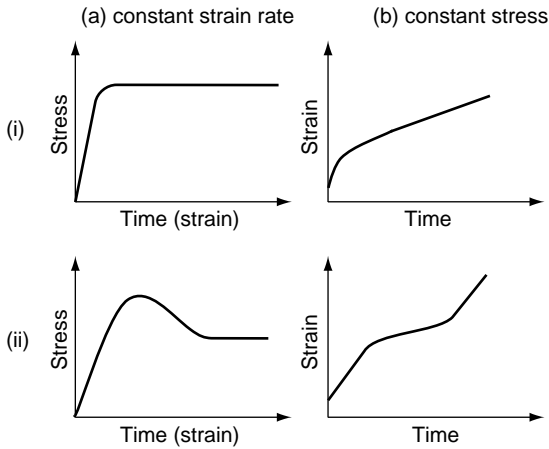 (a) constant strain rate
(b) constant stress
(i)
Stress
Time (strain)
Strain
Time
(ii)
Stress
Time (strain)
Strain
Time